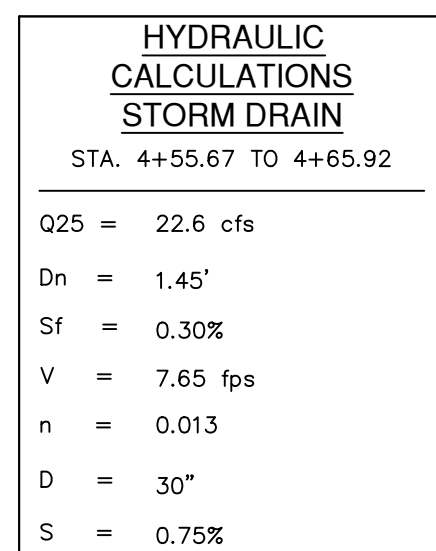 HYDRAULIC
CALCULATIONS
STORM DRAIN
STA. 4+55.67 TO 4+65.92
Q25 = 22.6 cfs
Dn = 1.45'
Sf = 0.30%
V = 7.65 fps
n = 0.013
D = 30"
S = 0.75%